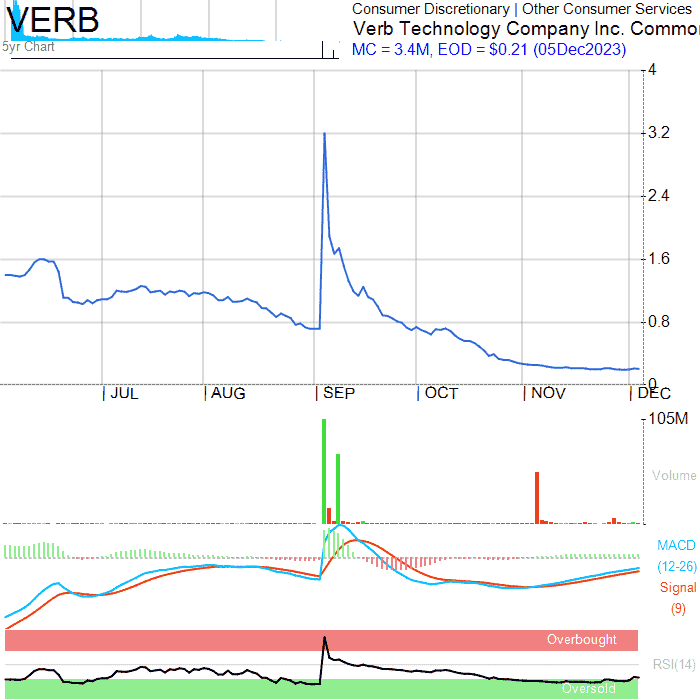 VERB
Consumer Discretionary | Other Consumer Services
Verb Technology Company Inc. Commo
5yr Chart
MC = 3.4M, EOD = $0.21 (05Dec2023)
4
3.2
2.4
1.6
0.8
0
| JUL | AUG | SEP | OCT | NOV | DEC
105M
Volume
MACD
(12-26)
Signal
(9)
Overbought
RSI(14)
Oversold